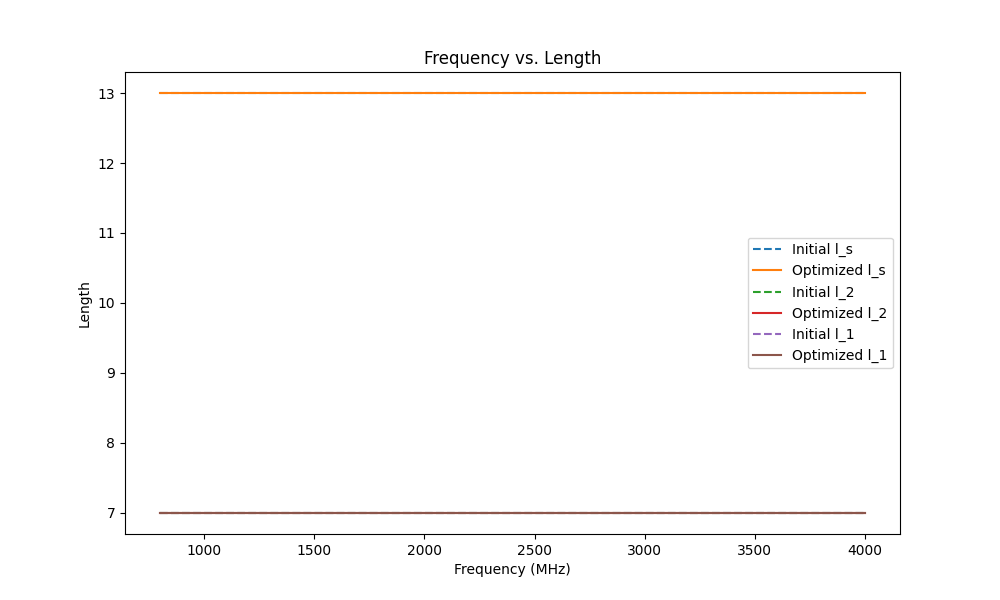 Frequency vs. Length
Length
13
12
11
10
9
8
7
Initial l_s
Optimized l_s
Initial l_2
Optimized l_2
Initial l_1
Optimized l_1
1000 1500 2000 2500 3000 3500 4000
Frequency (MHz)